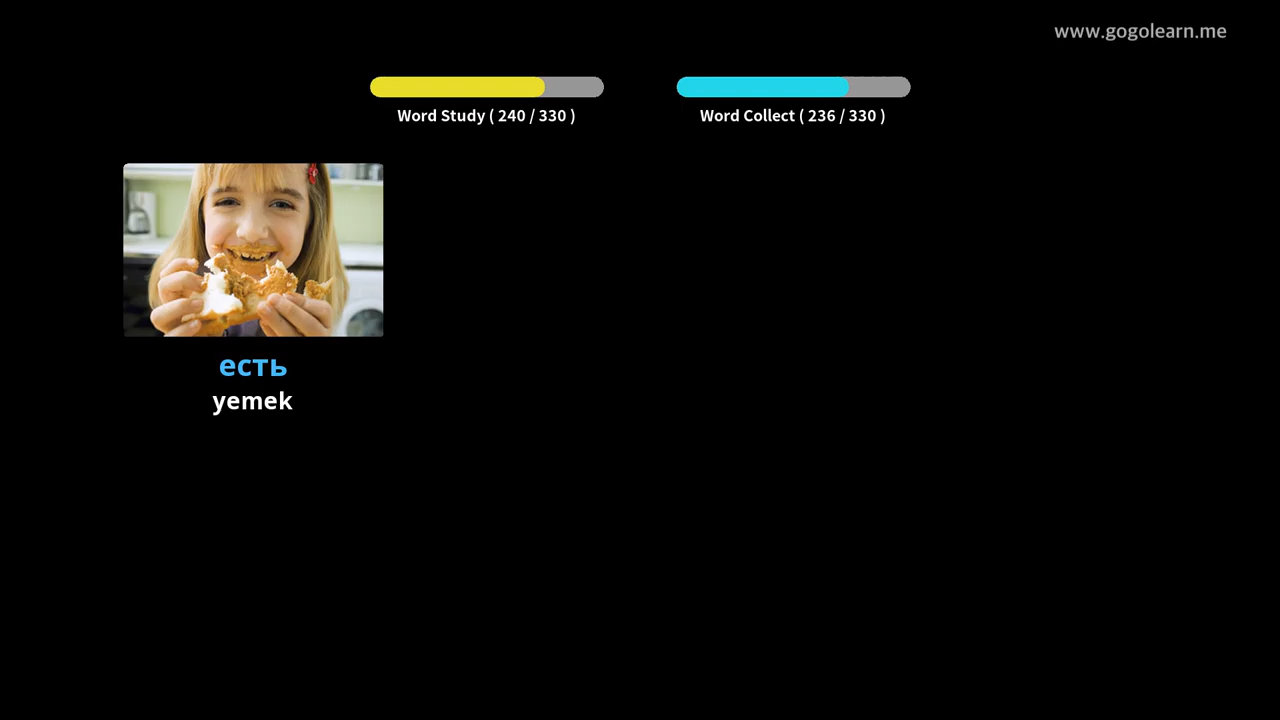 www.gogolearn.me
Word Study ( 240 / 330 )
Word Collect ( 236 / 330 )
есть
yemek